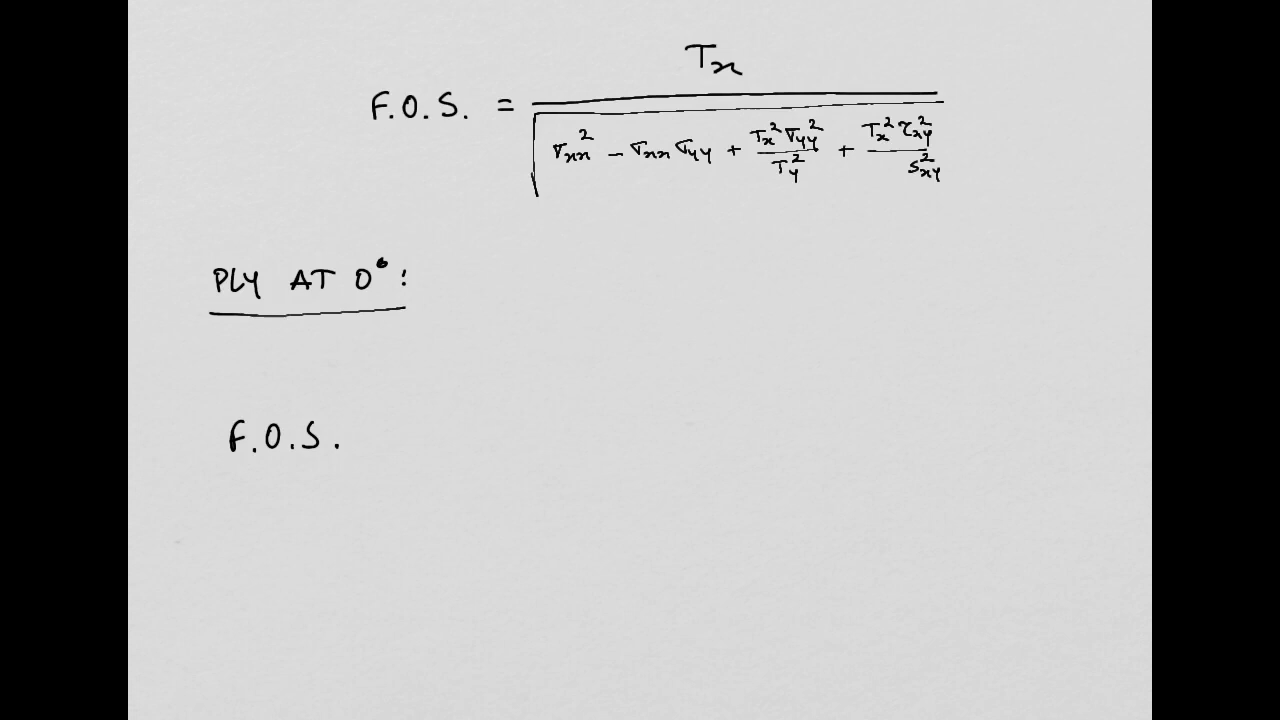 F.O.S. = Tx / √(σxx² - σxx σyy + Tx² σyy² / Ty² + Tx² τxy² / Sxy²)
PLY AT 0°:
F.O.S.